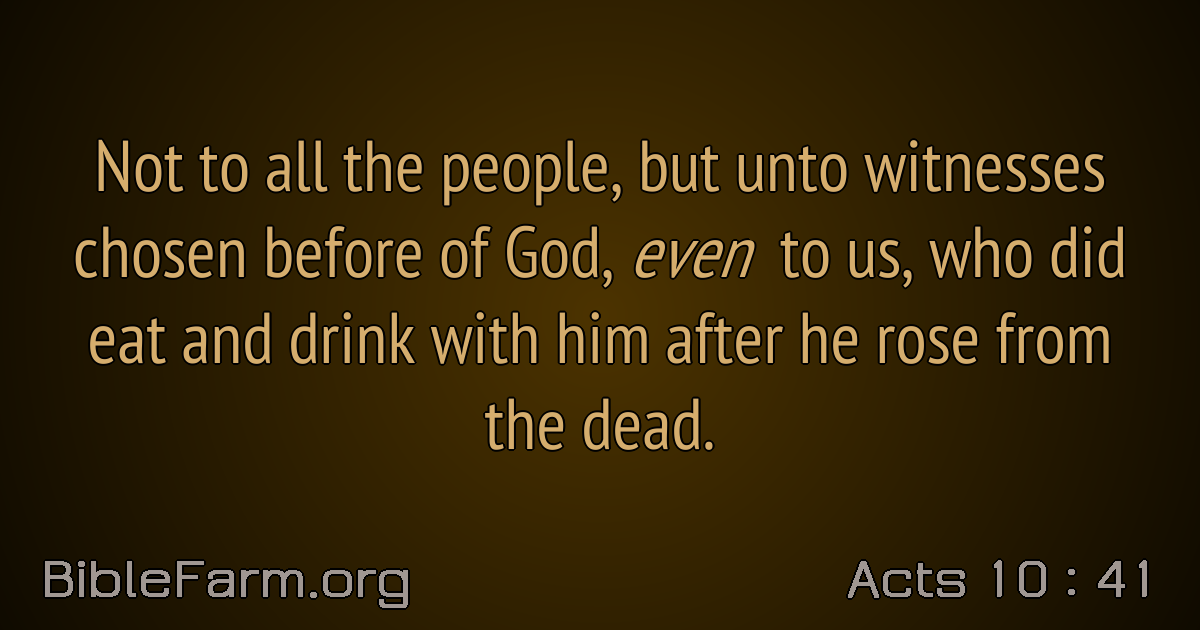 Not to all the people, but unto witnesses
chosen before of God, even to us, who did
eat and drink with him after he rose from
the dead.
BibleFarm.org
Acts 10 : 41